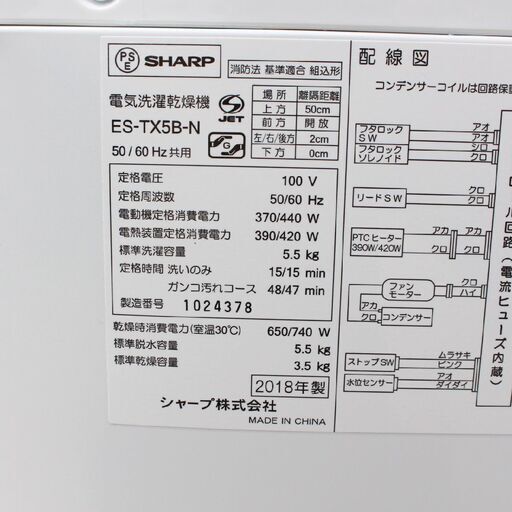 PS
E
SHARP
消防法 基準適合 組込形
電気洗濯乾燥機
ES-TX5B-N
50/60Hz共用
S
JET
G
場所 離隔距離
上方 50cm
前方 開放
左/右/後方 2cm
下方 0cm
定格電圧 100 V
定格周波数 50/60 Hz
電動機定格消費電力 370/440 W
電熱装置定格消費電力 390/420 W
標準洗濯容量 5.5 kg
定格時間 洗いのみ 15/15 min
ガンコ汚れコース 48/47 min
製造番号 1024378
乾燥時消費電力(室温30℃) 650/740 W
標準脱水容量 5.5 kg
標準乾燥容量 3.5 kg
2018年製
シャープ株式会社
MADE IN CHINA
配線図
コンデンサーコイルは回路保
フタロック
SW
アオ
アオ
フタロック
ソレノイド
シロ
クロ
リードSW
クロ
クロ
PTCヒーター
390W/420W
アカ
アカ
クロ
クロ
ファン
モーター
クロ
ハイ
アカ
クロ
コンデンサー
ストップSW
ムラサキ
ピンク
水位センサー
アオ
ダイダイ
回路(電流ヒューズ内蔵)